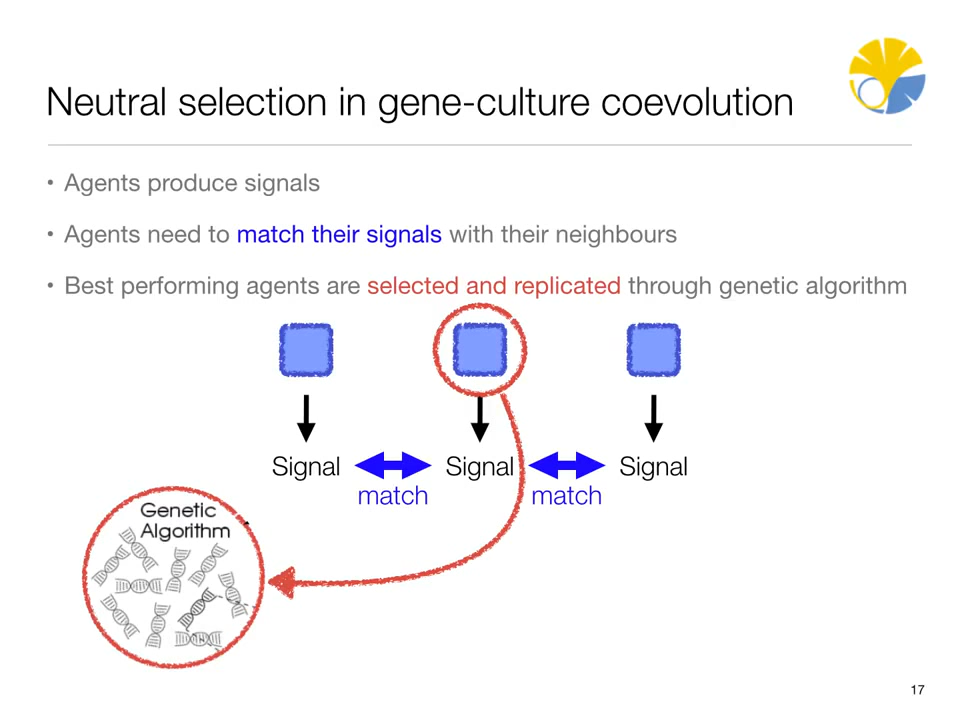 Neutral selection in gene-culture coevolution
• Agents produce signals
• Agents need to match their signals with their neighbours
• Best performing agents are selected and replicated through genetic algorithm
Signal Signal Signal
match match
Genetic
Algorithm
17